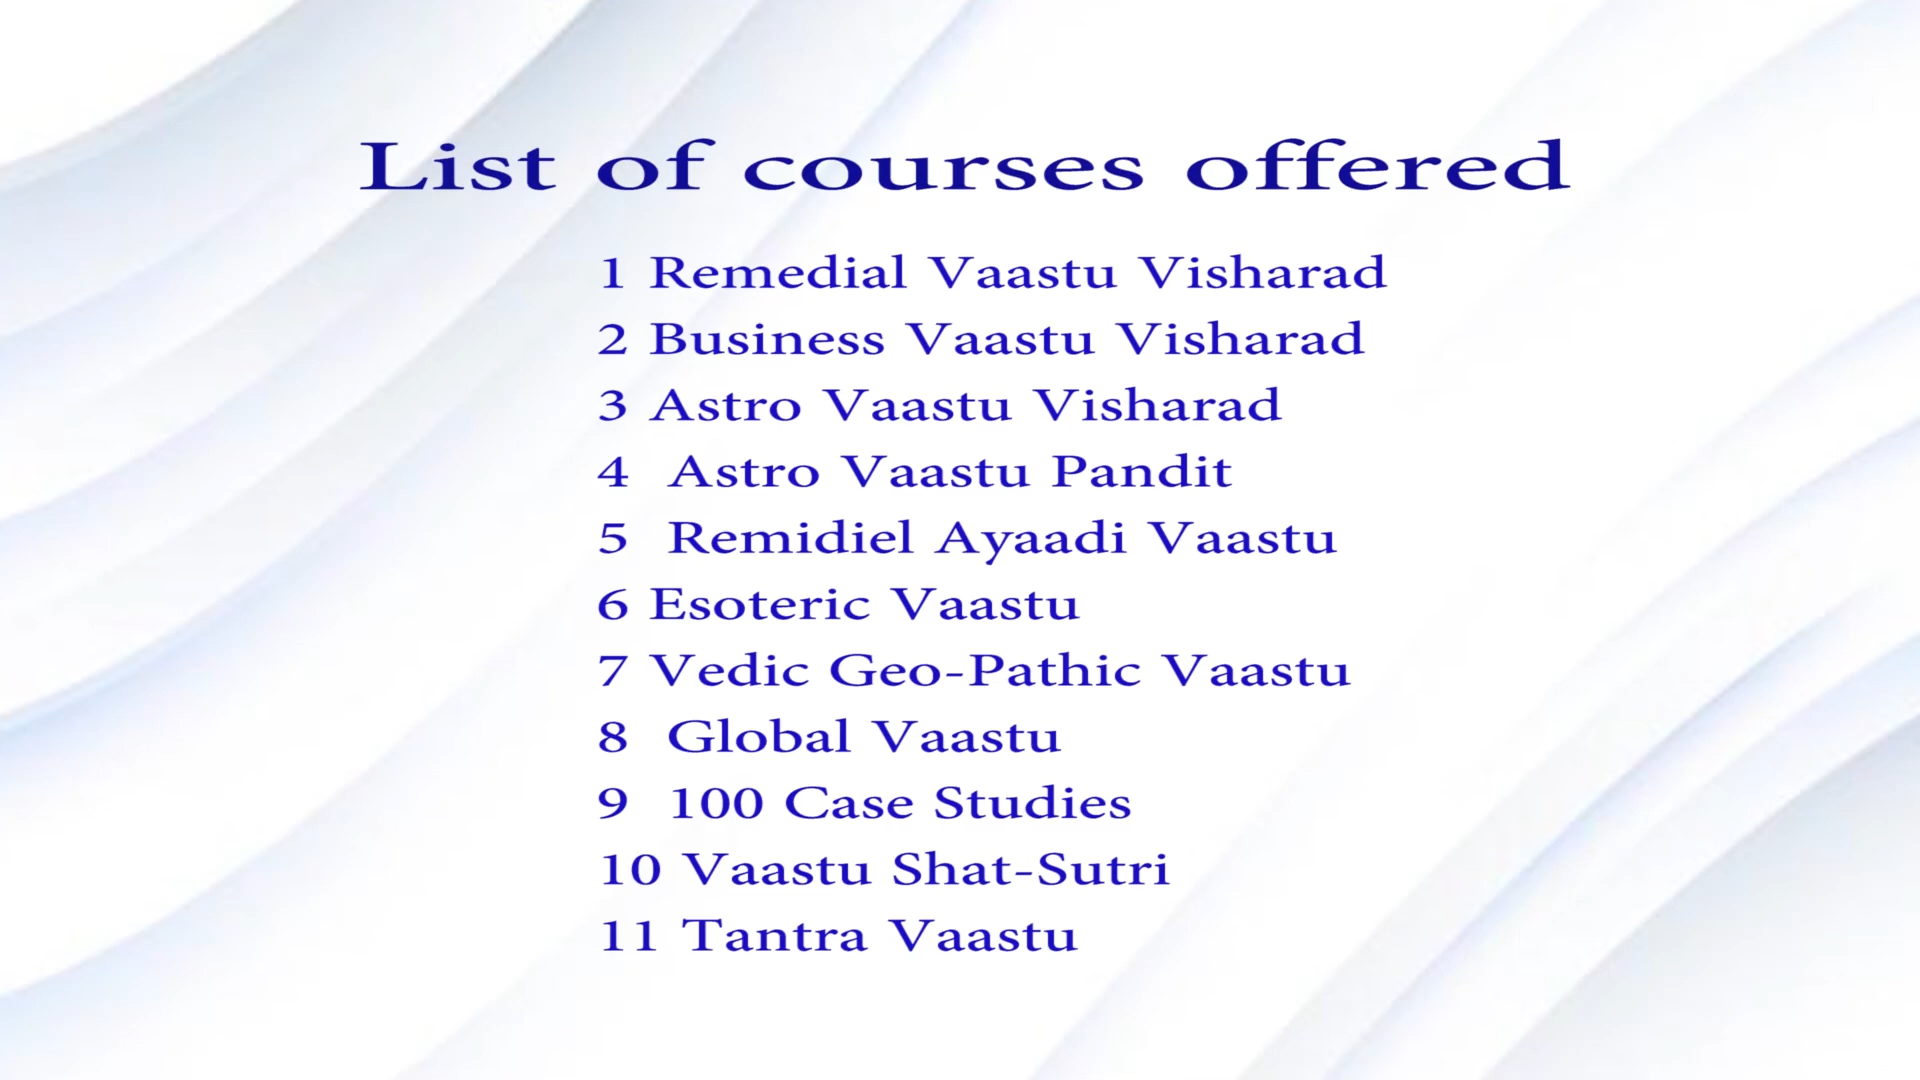 List of courses offered
1 Remedial Vaastu Visharad
2 Business Vaastu Visharad
3 Astro Vaastu Visharad
4  Astro Vaastu Pandit
5  Remidiel Ayaadi Vaastu
6 Esoteric Vaastu
7 Vedic Geo-Pathic Vaastu
8  Global Vaastu
9  100 Case Studies
10 Vaastu Shat-Sutri
11 Tantra Vaastu